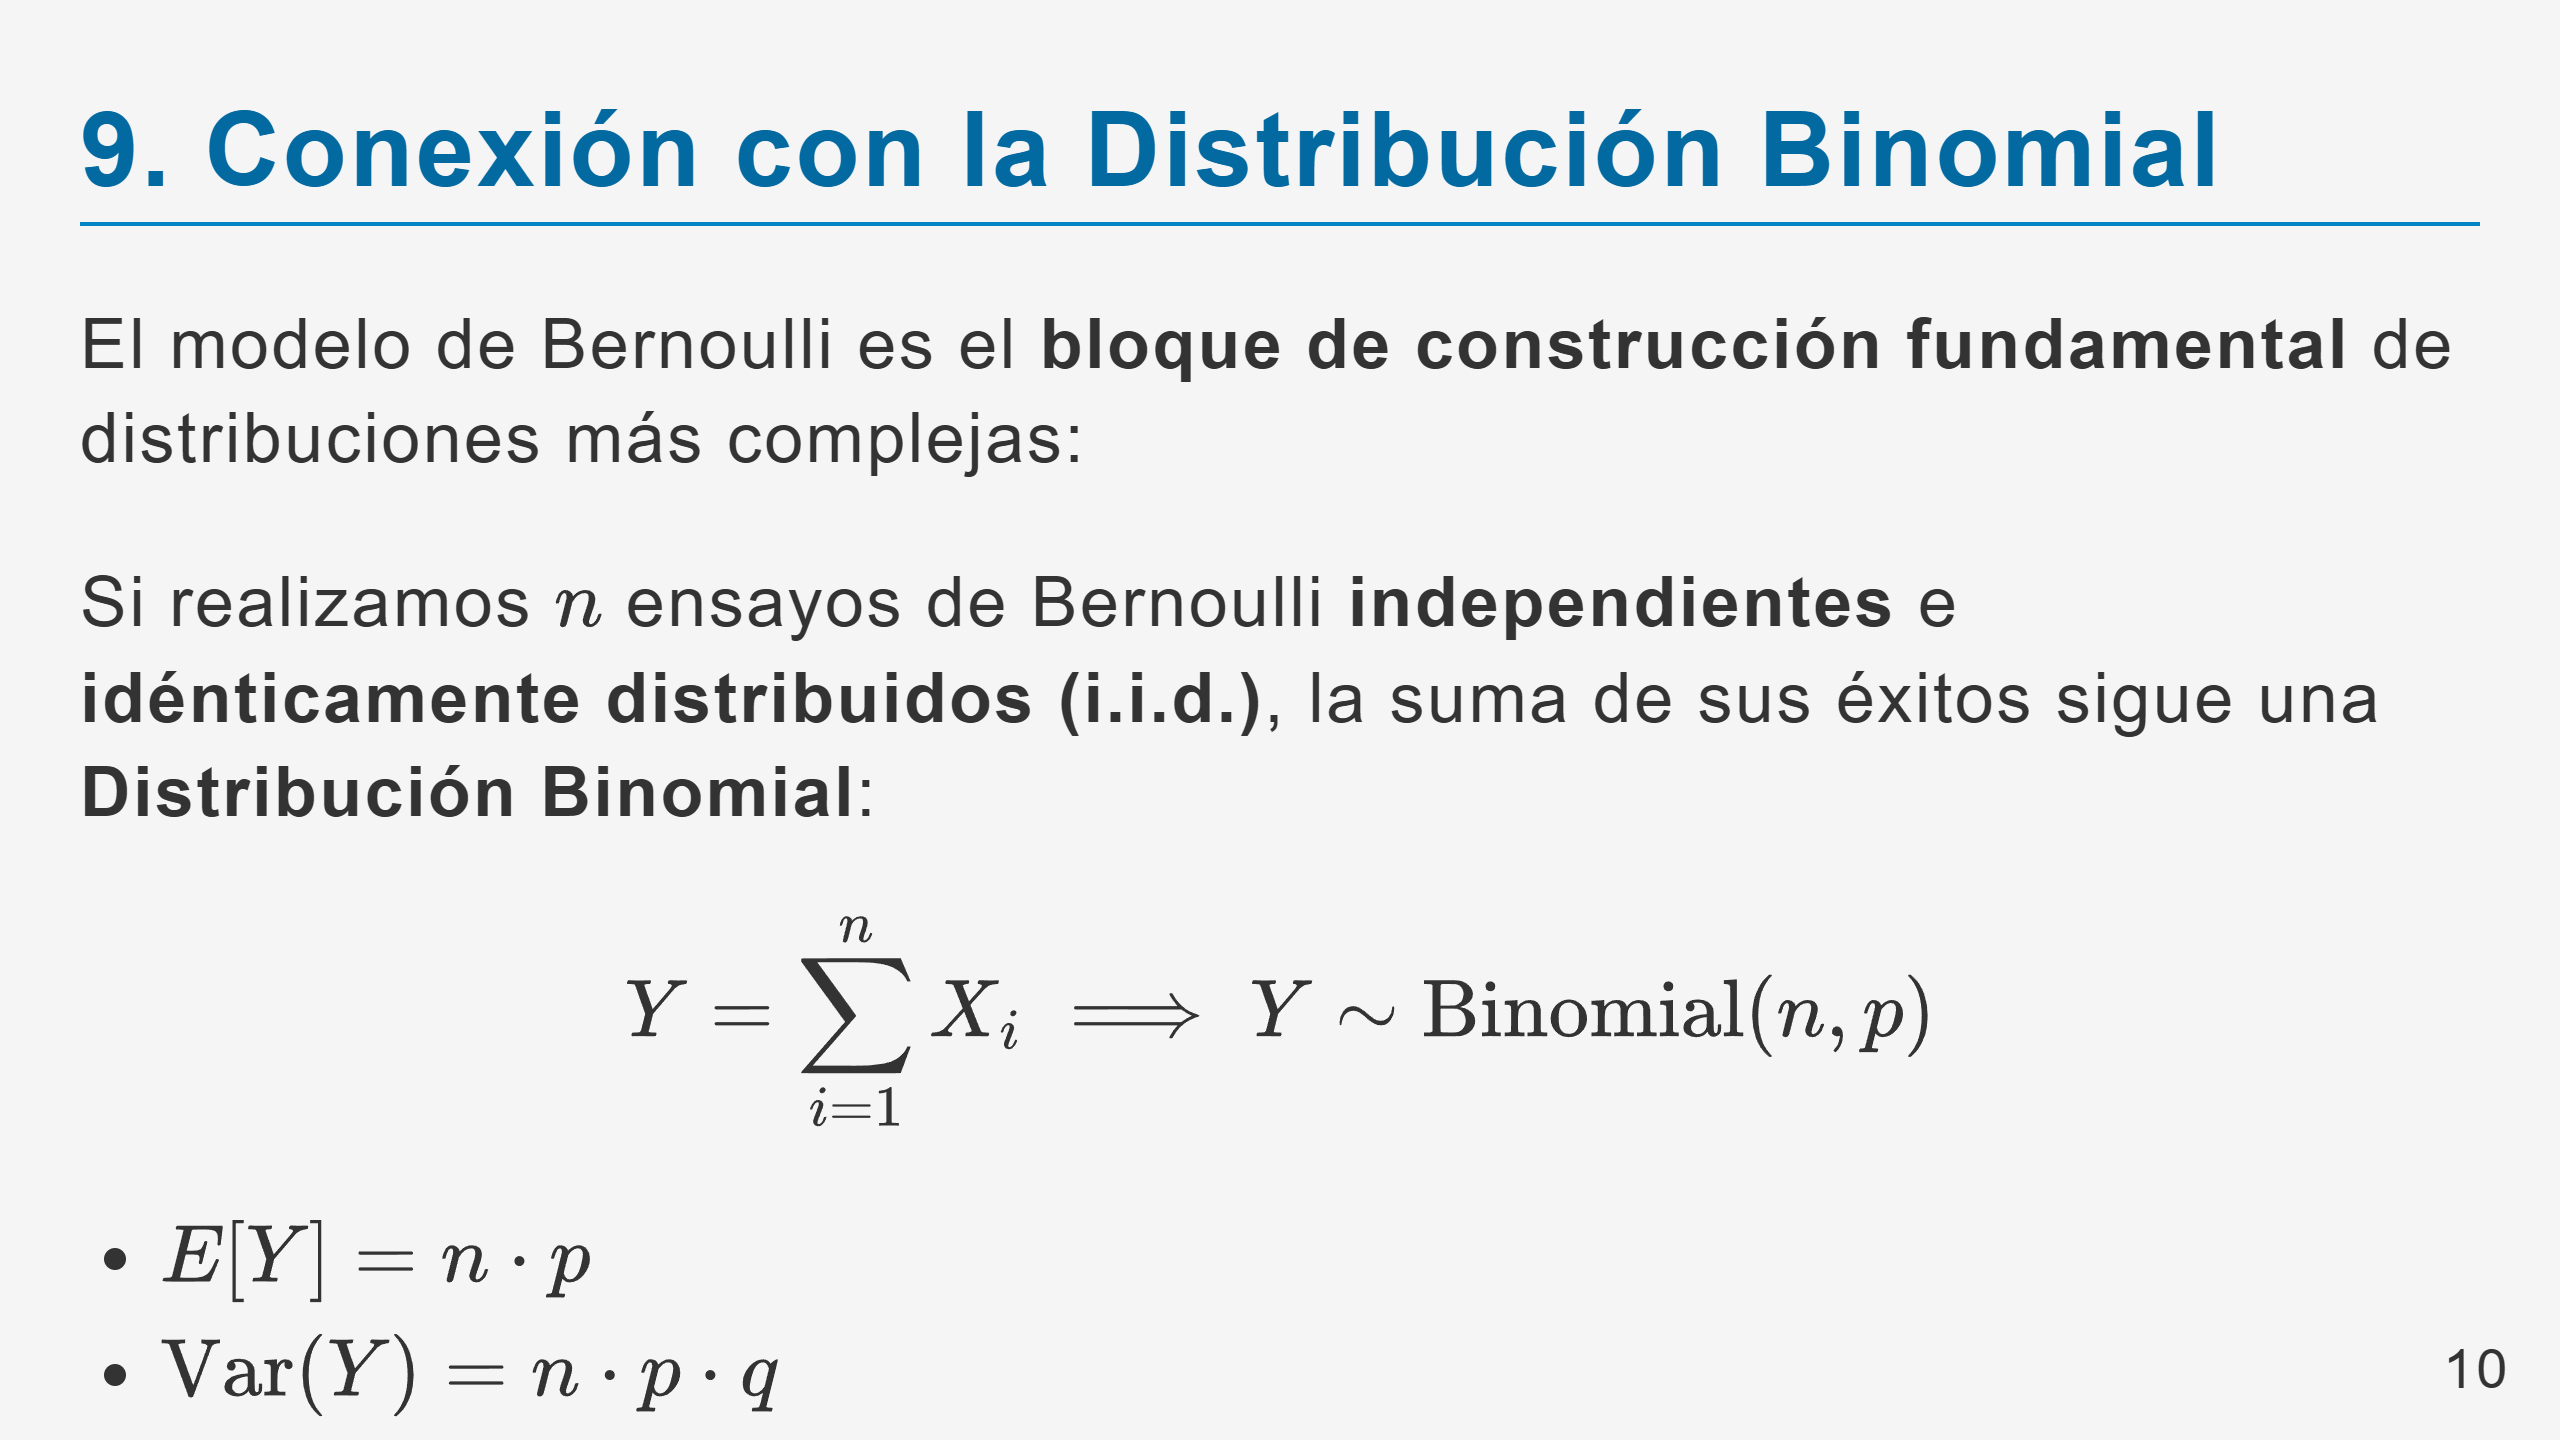 9. Conexión con la Distribución Binomial
El modelo de Bernoulli es el bloque de construcción fundamental de
distribuciones más complejas:
Si realizamos n ensayos de Bernoulli independientes e
idénticamente distribuidos (i.i.d.), la suma de sus éxitos sigue una
Distribución Binomial:
Y = \sum_{i=1}^{n} X_i ⟹ Y ∼ Binomial(n, p)
• E[Y] = n · p
• Var(Y) = n · p · q
10